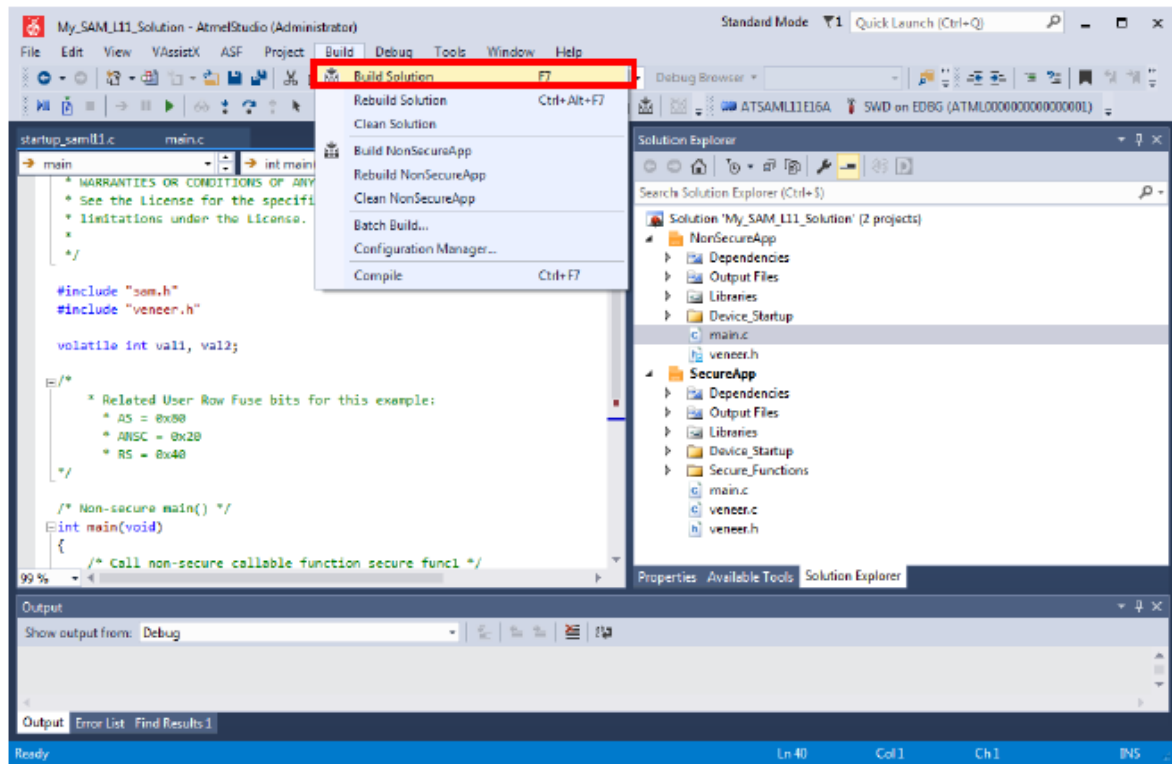 My_SAM_L11_Solution - AtmelStudio (Administrator)
Standard Mode 1 Quick Launch (Ctrl+Q)
File Edit View VAssistX ASF Project Build Debug Tools Window Help
Build Solution F7
Rebuild Solution Ctrl+Alt+F7
Clean Solution
Build NonSecureApp
Rebuild NonSecureApp
Clean NonSecureApp
Batch Build...
Configuration Manager...
Compile Ctrl+F7
Debug Browser
ATSAML11E16A SWD on EDBG
startup_saml11.c main.c
main int main(
* WARRANTIES OR CONDITIONS OF ANY
* See the License for the specifi
* limitations under the License.
*
*/
#include "sam.h"
#include "veneer.h"
volatile int val1, val2;
/*
* Related User Row Fuse bits for this example:
* AS = 0x80
* ANSC = 0x20
* RS = 0x40
*/
/* Non-secure main() */
int main(void)
{
/* Call non-secure callable function secure func1 */
99 %
Solution Explorer
Search Solution Explorer (Ctrl+$)
Solution 'My_SAM_L11_Solution' (2 projects)
NonSecureApp
Dependencies
Output Files
Libraries
Device_Startup
main.c
veneer.h
SecureApp
Dependencies
Output Files
Libraries
Device_Startup
Secure_Functions
main.c
veneer.c
veneer.h
Properties Available Tools Solution Explorer
Output
Show output from: Debug
Output Error List Find Results 1
Ready Ln 40 Col 1 Ch 1 INS